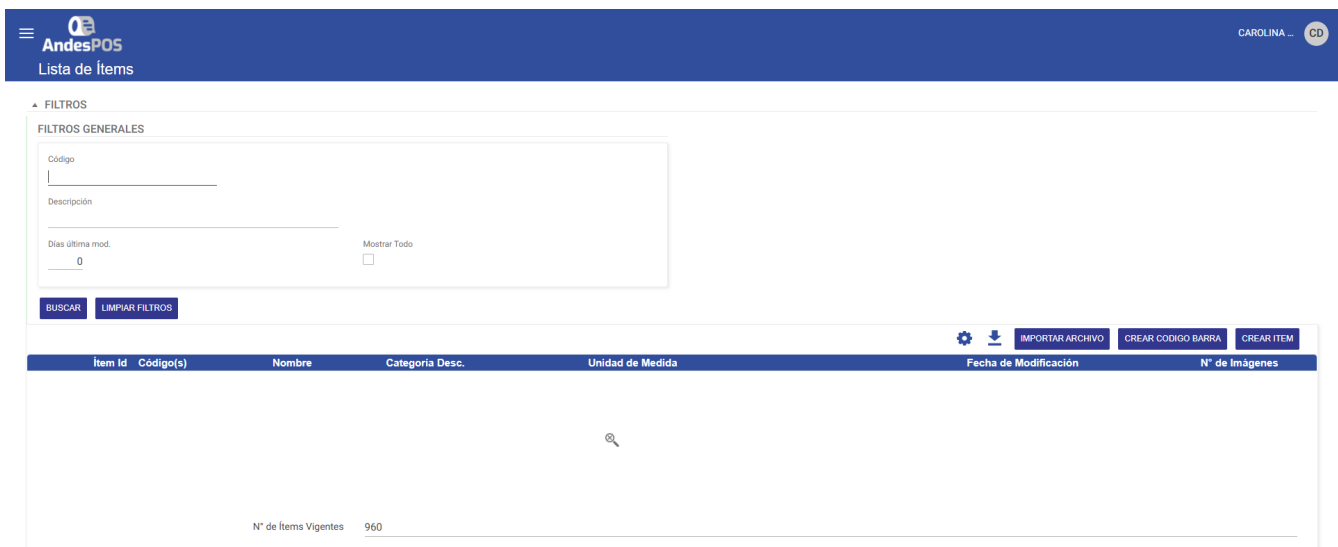 AndesPOS
CAROLINA ... CD
Lista de Ítems
FILTROS
FILTROS GENERALES
Código
Descripción
Días última mod. Mostrar Todo
0
BUSCAR LIMPIAR FILTROS
IMPORTAR ARCHIVO CREAR CODIGO BARRA CREAR ITEM
Ítem Id Código(s) Nombre Categoría Desc. Unidad de Medida Fecha de Modificación N° de Imágenes
N° de Ítems Vigentes 960